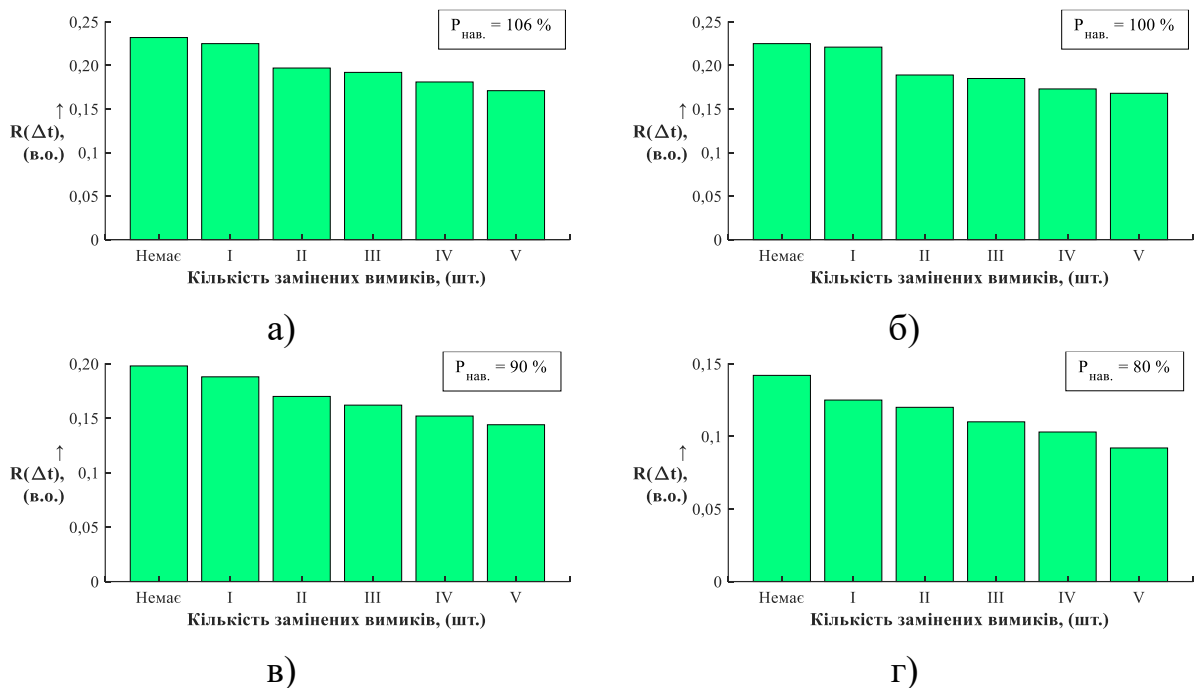 0,25
0,20
0,15
0,1
0,05
0
↑
R(Δt),
(в.о.)
P нав. = 106 %
Немає I II III IV V
Кількість замінених вимиків, (шт.)
а)
0,25
0,20
0,15
0,1
0,05
0
↑
R(Δt),
(в.о.)
P нав. = 100 %
Немає I II III IV V
Кількість замінених вимиків, (шт.)
б)
0,20
0,15
0,1
0,05
0
↑
R(Δt),
(в.о.)
P нав. = 90 %
Немає I II III IV V
Кількість замінених вимиків, (шт.)
в)
0,15
0,1
0,05
0
↑
R(Δt),
(в.о.)
P нав. = 80 %
Немає I II III IV V
Кількість замінених вимиків, (шт.)
г)